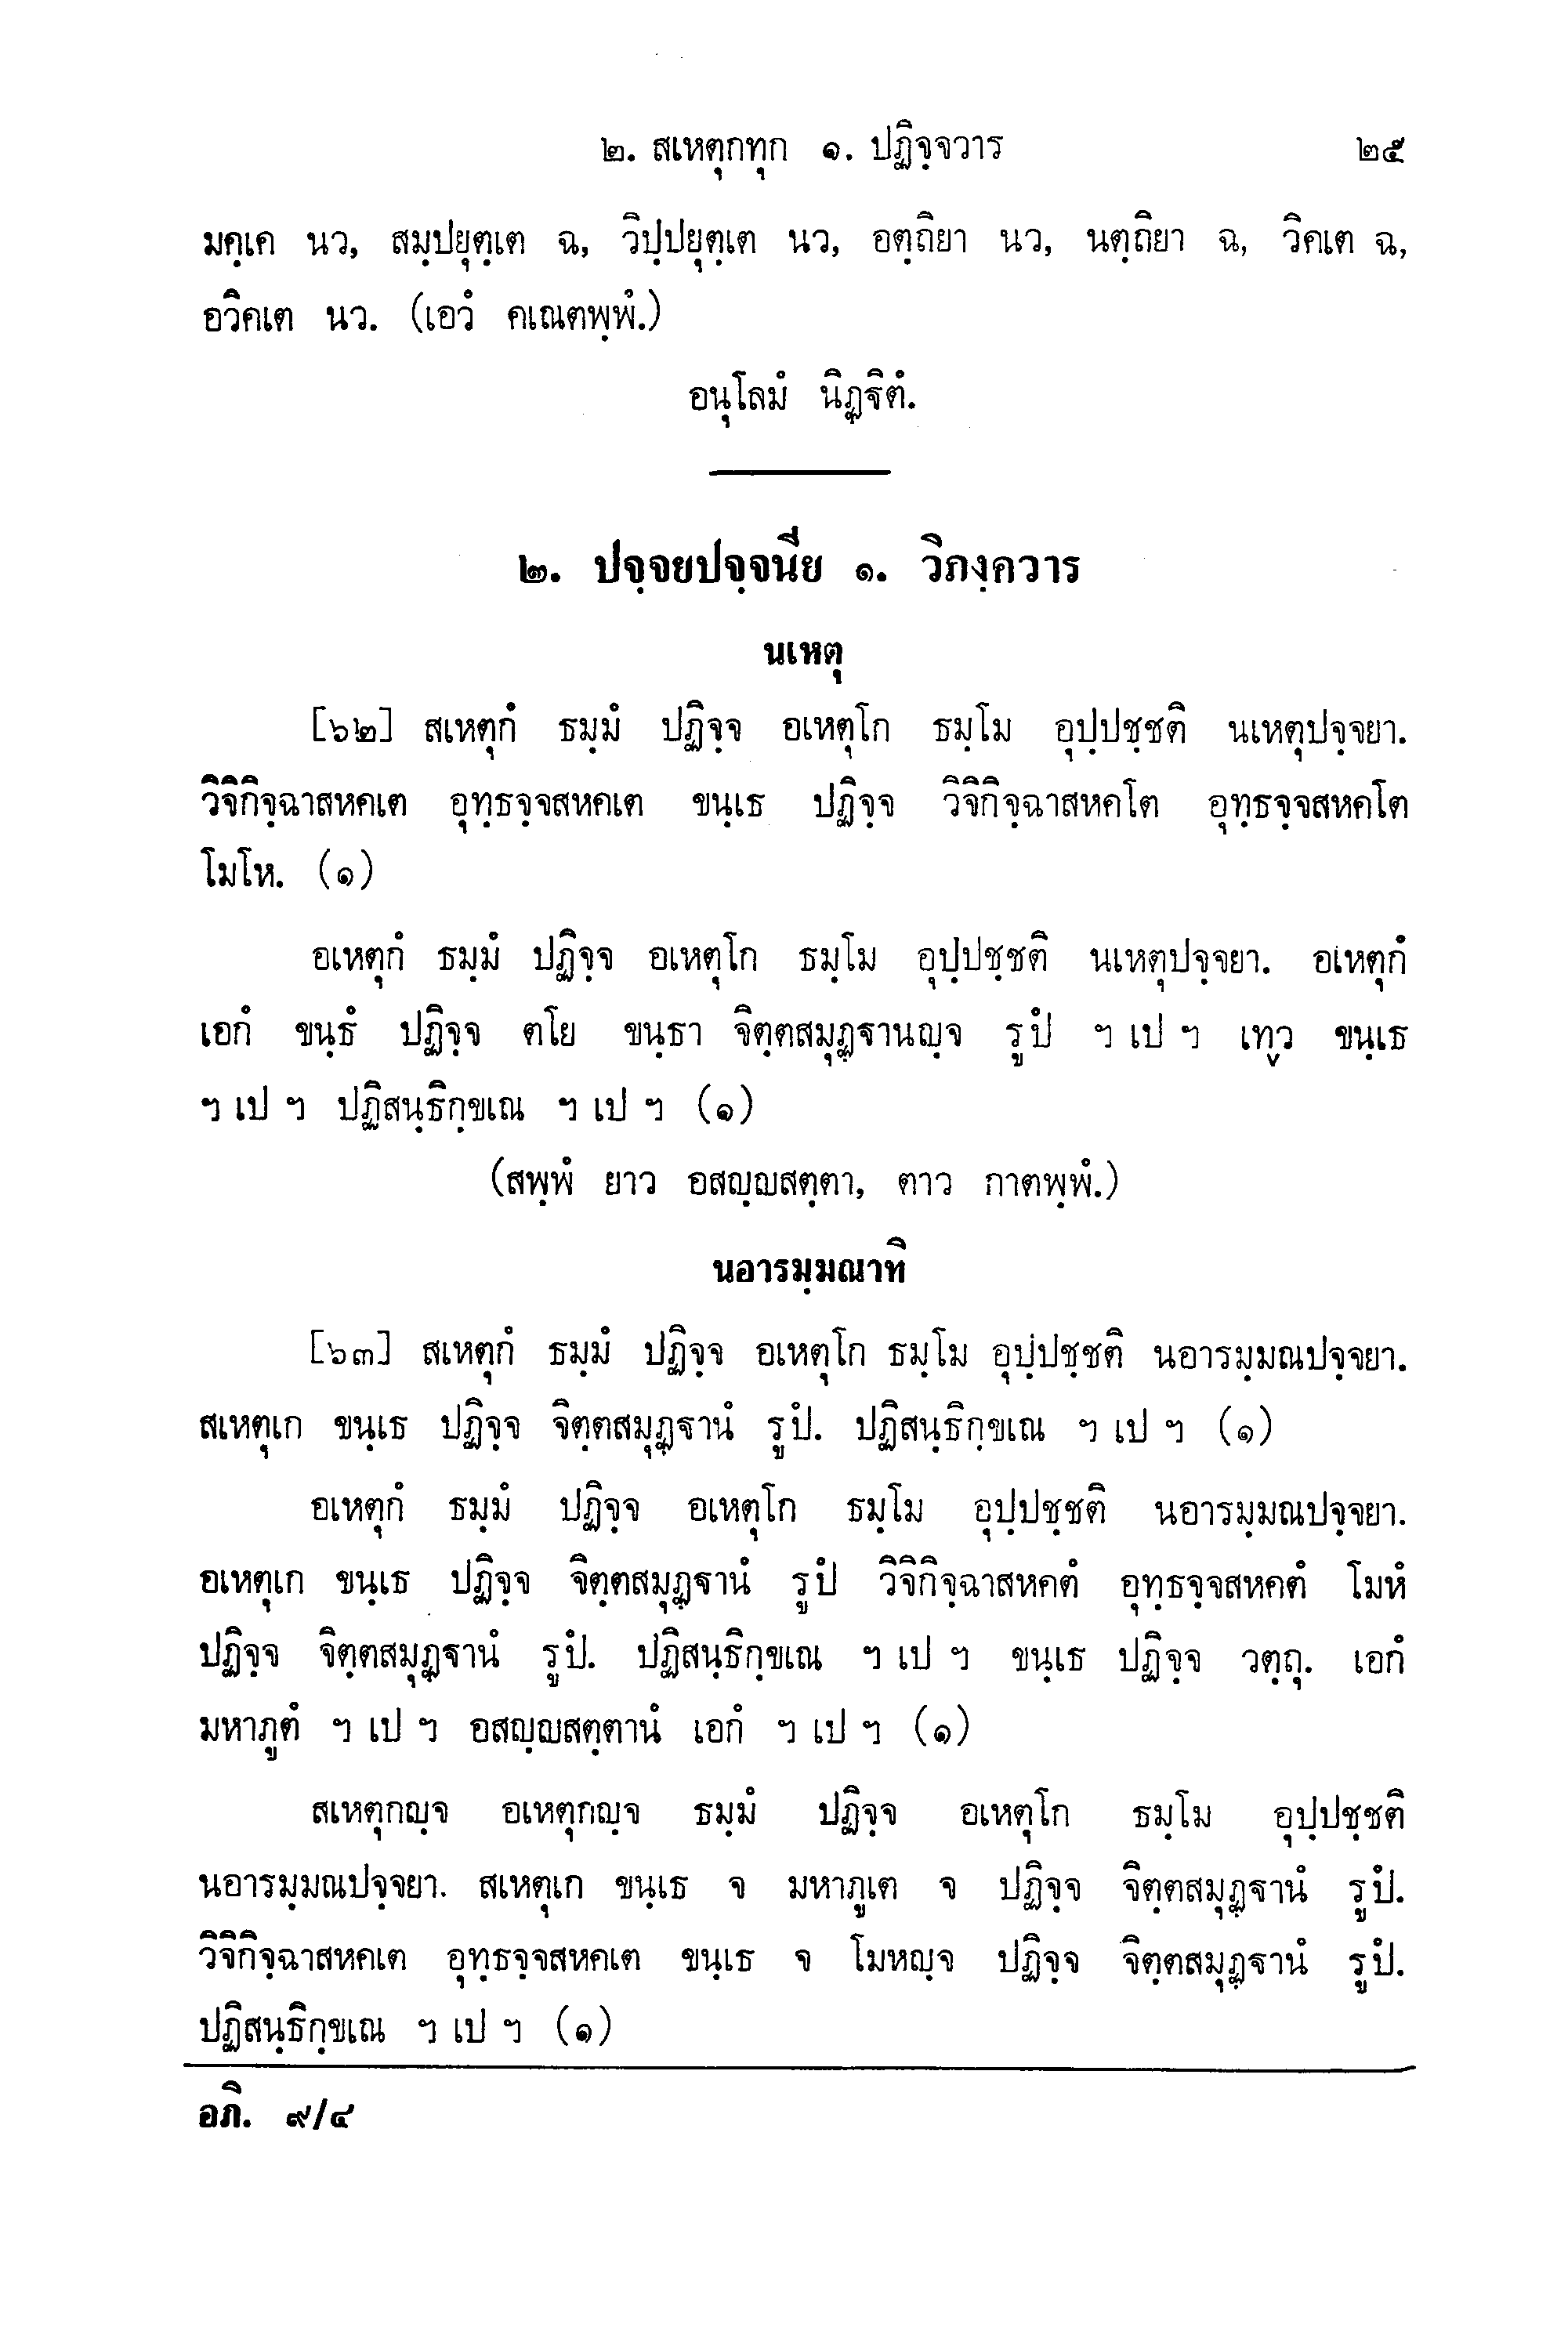 ๒. สเหตุกทุก ๑. ปฏิจฺจวาร ๒๕
มคฺเค นว, สมฺปยุตฺเต ฉ, วิปฺปยุตฺเต นว, อตฺถิยา นว, นตฺถิยา ฉ, วิคเต ฉ,
อวิคเต นว. (เอวํ คเณตพฺพํ.)
อนุโลมํ นิฏฺฐิตํ.
๒. ปจฺจยปจฺจนีย ๑. วิภงฺควาร
นเหตุ
[๖๒] สเหตุกํ ธมฺมํ ปฏิจฺจ อเหตุโก ธมฺโม อุปฺปชฺชติ นเหตุปจฺจยา.
วิจิกิจฺฉาสหคเต อุทฺธจฺจสหคเต ขนฺเธ ปฏิจฺจ วิจิกิจฺฉาสหคโต อุทฺธจฺจสหคโต
โมโห. (๑)
อเหตุกํ ธมฺมํ ปฏิจฺจ อเหตุโก ธมฺโม อุปฺปชฺชติ นเหตุปจฺจยา. อเหตุกํ
เอกํ ขนฺธํ ปฏิจฺจ ตโย ขนฺธา จิตฺตสมุฏฺฐานญฺจ รูปํ ฯ เป ฯ เทฺว ขนฺเธ
ฯ เป ฯ ปฏิสนฺธิกฺขเณ ฯ เป ฯ (๑)
(สพฺพํ ยาว อสญฺญสตฺตา, ตาว กาตพฺพํ.)
นอารมฺมณาทิ
[๖๓] สเหตุกํ ธมฺมํ ปฏิจฺจ อเหตุโก ธมฺโม อุปฺปชฺชติ นอารมฺมณปจฺจยา.
สเหตุเก ขนฺเธ ปฏิจฺจ จิตฺตสมุฏฺฐานํ รูปํ. ปฏิสนฺธิกฺขเณ ฯ เป ฯ (๑)
อเหตุกํ ธมฺมํ ปฏิจฺจ อเหตุโก ธมฺโม อุปฺปชฺชติ นอารมฺมณปจฺจยา.
อเหตุเก ขนฺเธ ปฏิจฺจ จิตฺตสมุฏฺฐานํ รูปํ วิจิกิจฺฉาสหคตํ อุทฺธจฺจสหคตํ โมหํ
ปฏิจฺจ จิตฺตสมุฏฺฐานํ รูปํ. ปฏิสนฺธิกฺขเณ ฯ เป ฯ ขนฺเธ ปฏิจฺจ วตฺถุ. เอกํ
มหาภูตํ ฯ เป ฯ อสญฺญสตฺตานํ เอกํ ฯ เป ฯ (๑)
สเหตุกญฺจ อเหตุกญฺจ ธมฺมํ ปฏิจฺจ อเหตุโก ธมฺโม อุปฺปชฺชติ
นอารมฺมณปจฺจยา. สเหตุเก ขนฺเธ จ มหาภูเต จ ปฏิจฺจ จิตฺตสมุฏฺฐานํ รูปํ.
วิจิกิจฺฉาสหคเต อุทฺธจฺจสหคเต ขนฺเธ จ โมหญฺจ ปฏิจฺจ จิตฺตสมุฏฺฐานํ รูปํ.
ปฏิสนฺธิกฺขเณ ฯ เป ฯ (๑)
อภิ. ๙/๔